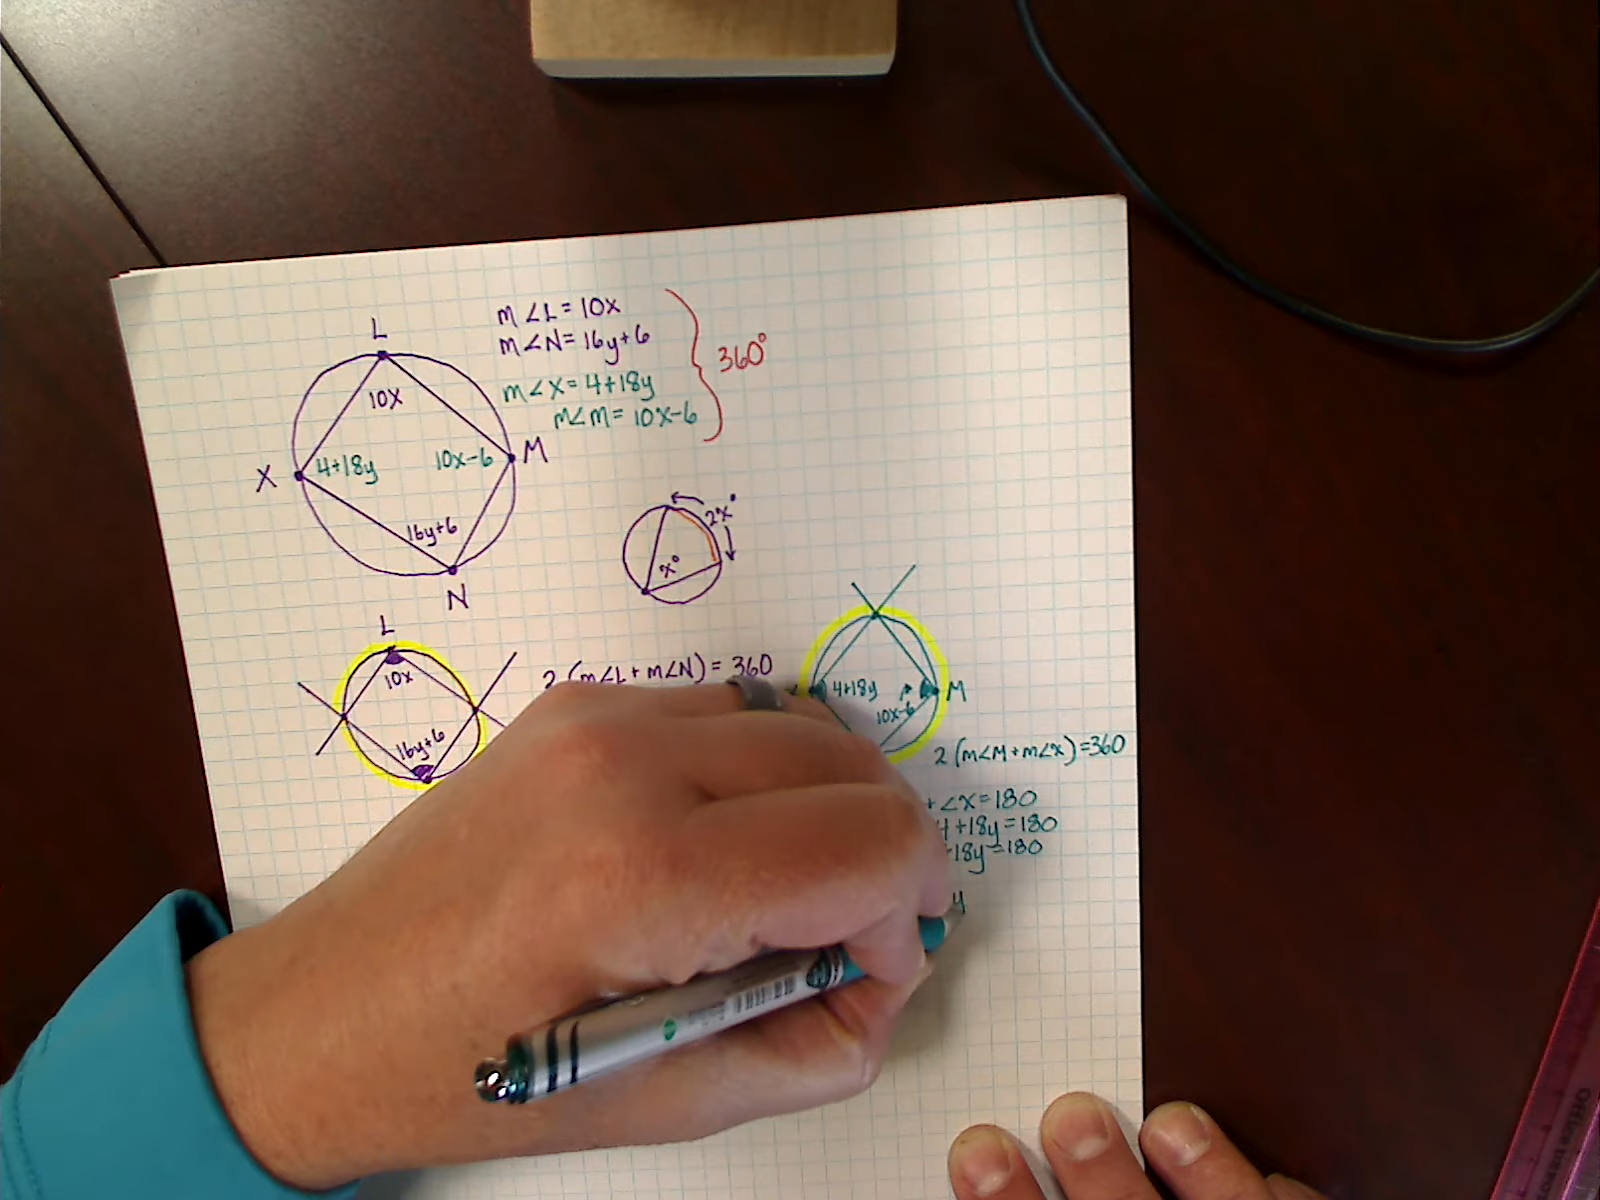 L
m∠L = 10x
m∠N = 16y+6
m∠X = 4+18y
m∠M = 10x-6
360°
10x
X
4+18y
10x-6
M
16y+6
N
2x°
x°
L
10x
16y+6
2 (m∠L + m∠N) = 360
4+18y
10x-6
M
2 (m∠M + m∠x) = 360
+ ∠x = 180
4 + 18y = 180
18y = 180